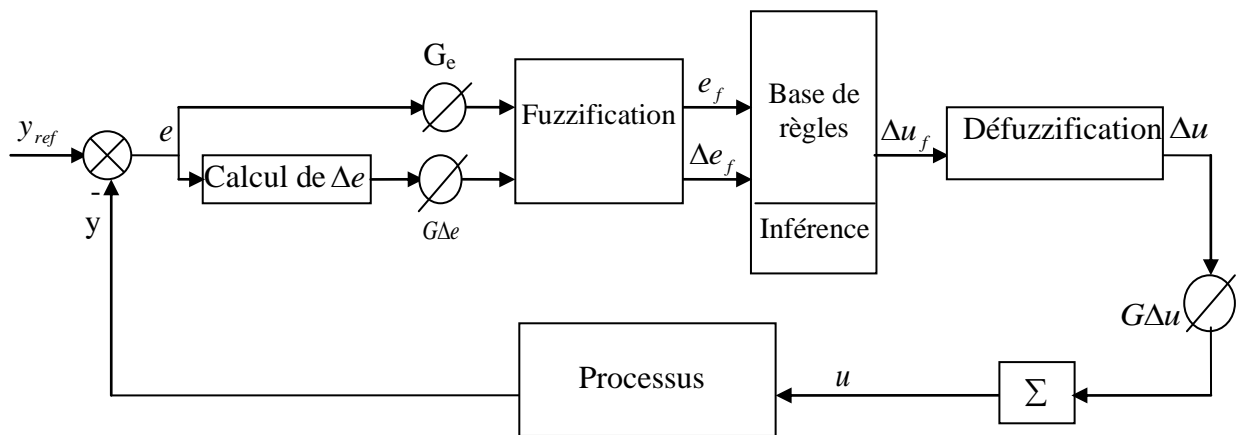 G_e
Fuzzification
e_f
Base de
règles
y_ref
e
Δu_f
Défuzzification
Δu
Calcul de Δe
Δe_f
-
y
GΔe
Inférence
GΔu
Processus
u
Σ